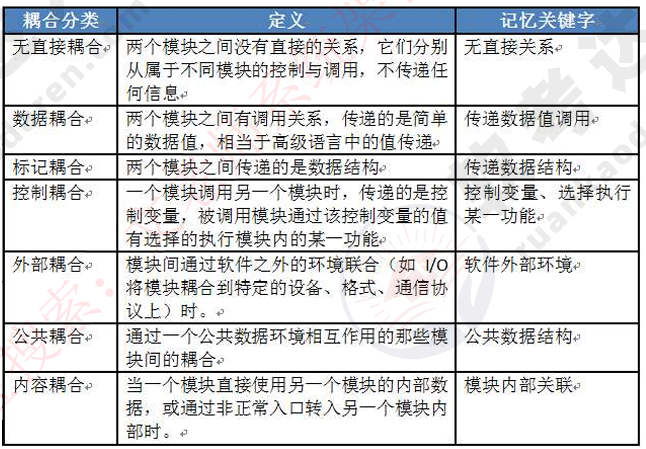 耦合分类 定义 记忆关键字
无直接耦合 两个模块之间没有直接的关系，它们分别 无直接关系
从属于不同模块的控制与调用，不传递任
何信息
数据耦合 两个模块之间有调用关系，传递的是简单 传递数据值调用
的数据值，相当于高级语言中的值传递
标记耦合 两个模块之间传递的是数据结构 传递数据结构
控制耦合 一个模块调用另一个模块时，传递的是控 控制变量、选择执行
制变量，被调用模块通过该控制变量的值 某一功能
有选择的执行模块内的某一功能
外部耦合 模块间通过软件之外的环境联合（如 I/O 软件外部环境
将模块耦合到特定的设备、格式、通信协
议上）时。
公共耦合 通过一个公共数据环境相互作用的那些模 公共数据结构
块间的耦合
内容耦合 当一个模块直接使用另一个模块的内部数 模块内部关联
据，或通过非正常入口转入另一个模块内
部时。